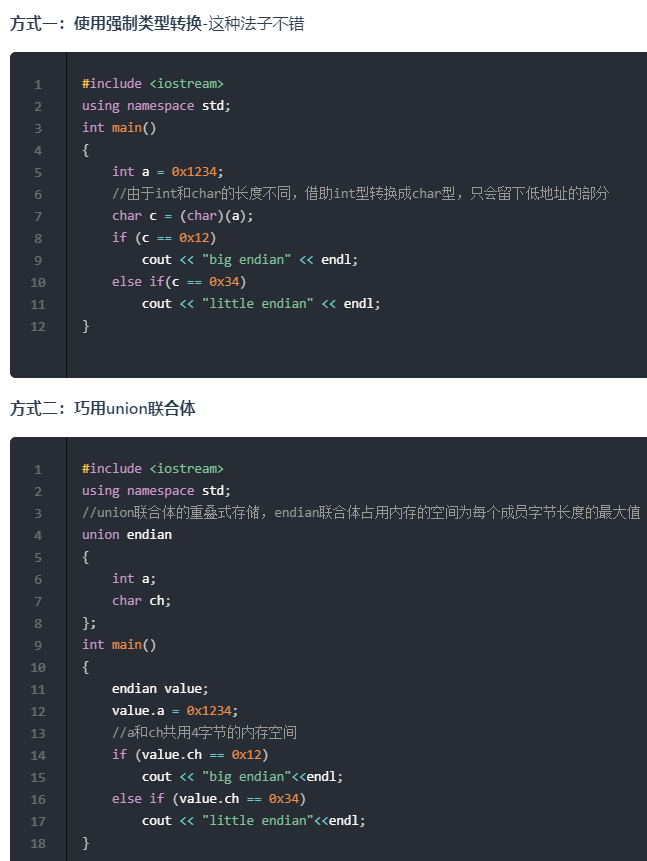 方式一：使用强制类型转换-这种法子不错
1 #include <iostream>
2 using namespace std;
3 int main()
4 {
5     int a = 0x1234;
6     //由于int和char的长度不同，借助int型转换成char型，只会留下低地址的部分
7     char c = (char)(a);
8     if (c == 0x12)
9         cout << "big endian" << endl;
10     else if(c == 0x34)
11         cout << "little endian" << endl;
12 }
方式二：巧用union联合体
1 #include <iostream>
2 using namespace std;
3 //union联合体的重叠式存储，endian联合体占用内存的空间为每个成员字节长度的最大值
4 union endian
5 {
6     int a;
7     char ch;
8 };
9 int main()
10 {
11     endian value;
12     value.a = 0x1234;
13     //a和ch共用4字节的内存空间
14     if (value.ch == 0x12)
15         cout << "big endian"<<endl;
16     else if (value.ch == 0x34)
17         cout << "little endian"<<endl;
18 }